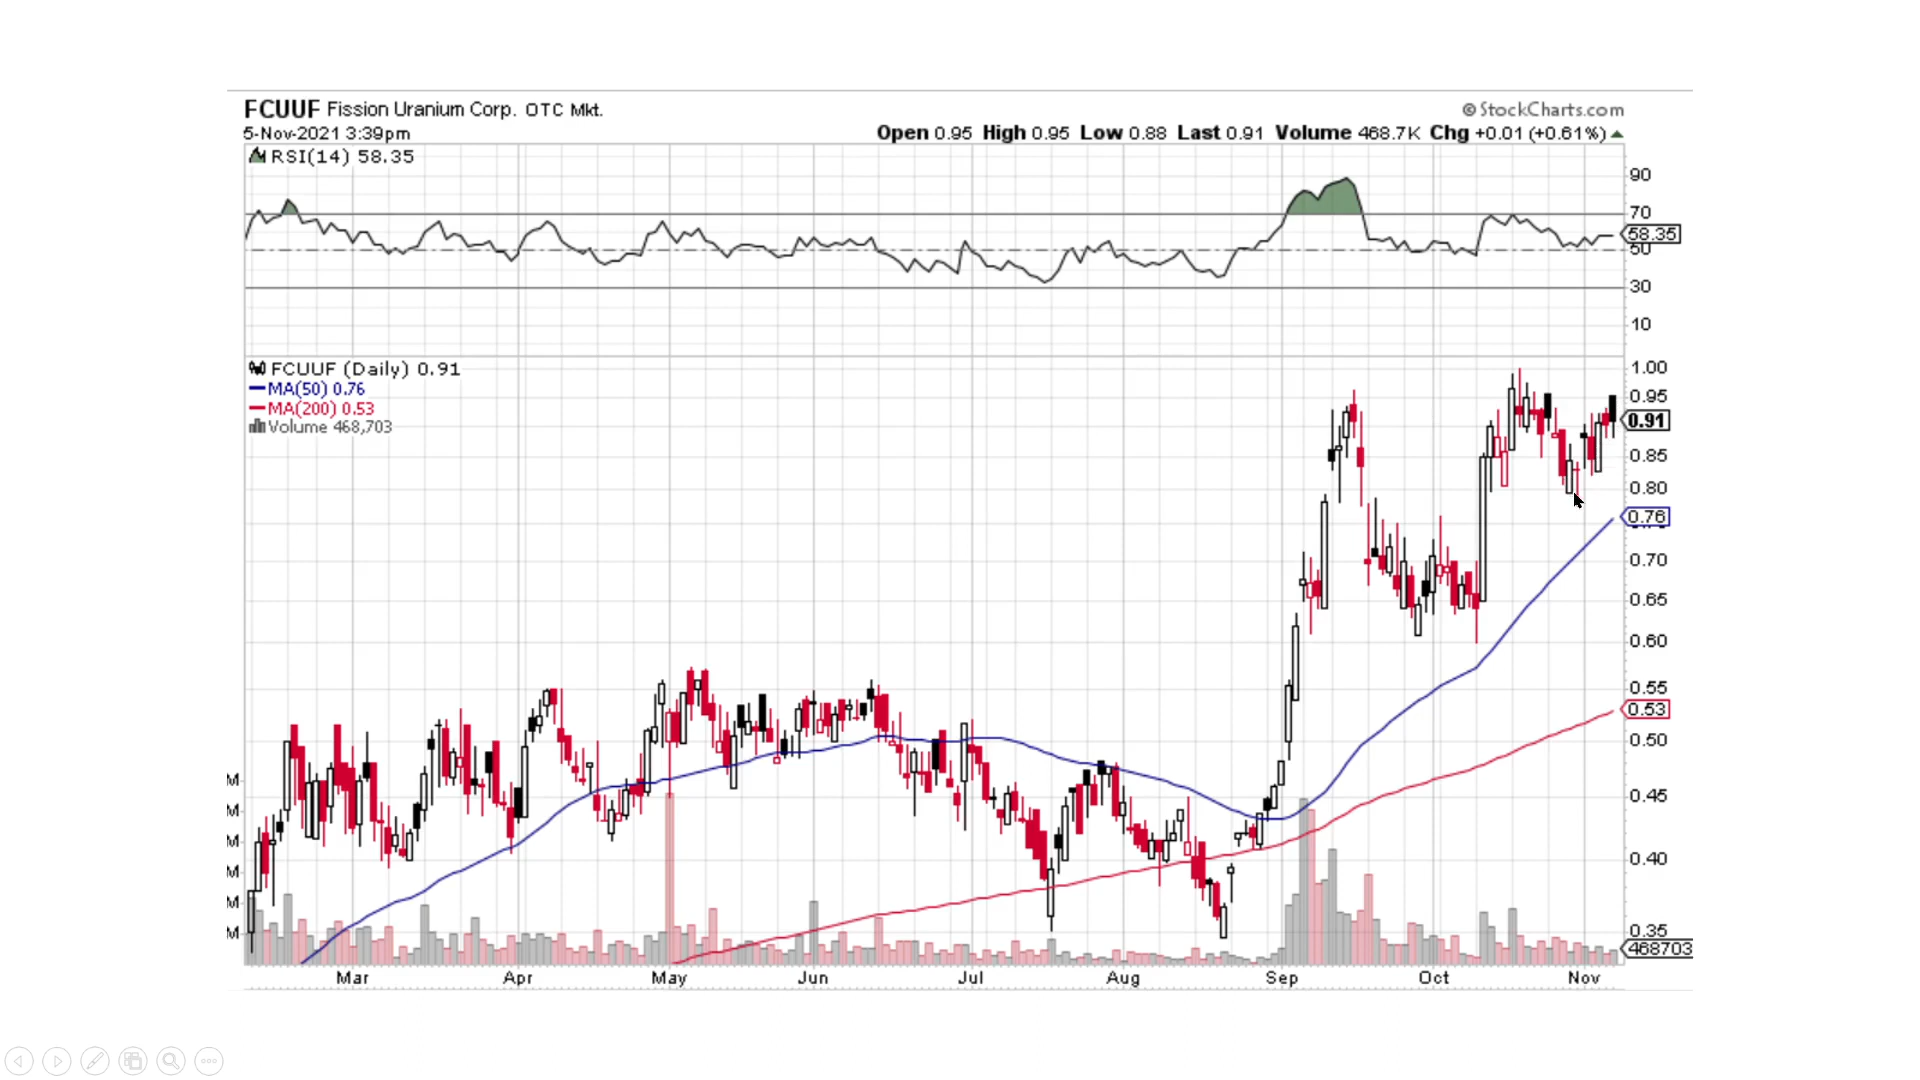 FCUUF Fission Uranium Corp. OTC Mkt.
© StockCharts.com
5-Nov-2021 3:39pm
Open 0.95 High 0.95 Low 0.88 Last 0.91 Volume 468.7K Chg +0.01 (+0.61%)
RSI(14) 58.35
90
70
58.35
50
30
10
FCUUF (Daily) 0.91
MA(50) 0.76
MA(200) 0.53
Volume 468,703
1.00
0.95
0.91
0.85
0.80
0.76
0.70
0.65
0.60
0.55
0.53
0.50
0.45
0.40
0.35
468703
M
M
M
M
M
M
Mar Apr May Jun Jul Aug Sep Oct Nov